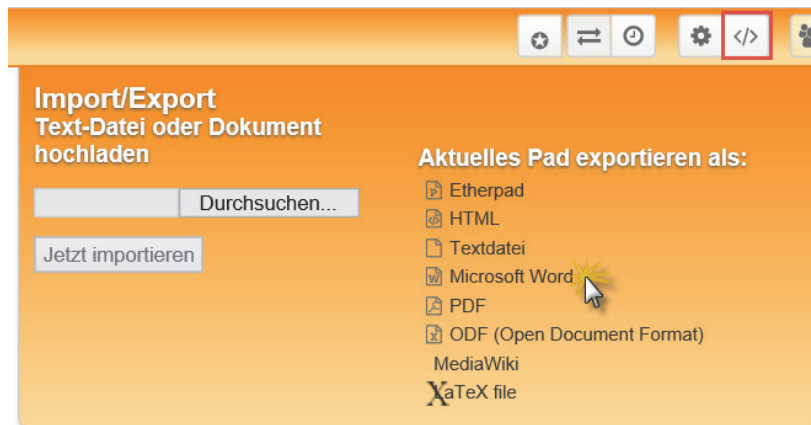 </>
Import/Export
Text-Datei oder Dokument
hochladen
Durchsuchen...
Jetzt importieren
Aktuelles Pad exportieren als:
Etherpad
HTML
Textdatei
Microsoft Word
PDF
ODF (Open Document Format)
MediaWiki
LaTeX file